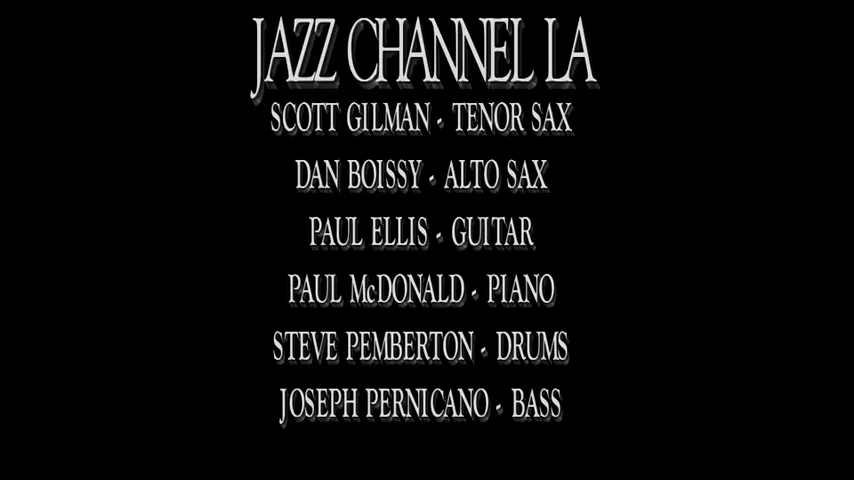 JAZZ CHANNEL LA
SCOTT GILMAN - TENOR SAX
DAN BOISSY - ALTO SAX
PAUL ELLIS - GUITAR
PAUL McDONALD - PIANO
STEVE PEMBERTON - DRUMS
JOSEPH PERNICANO - BASS